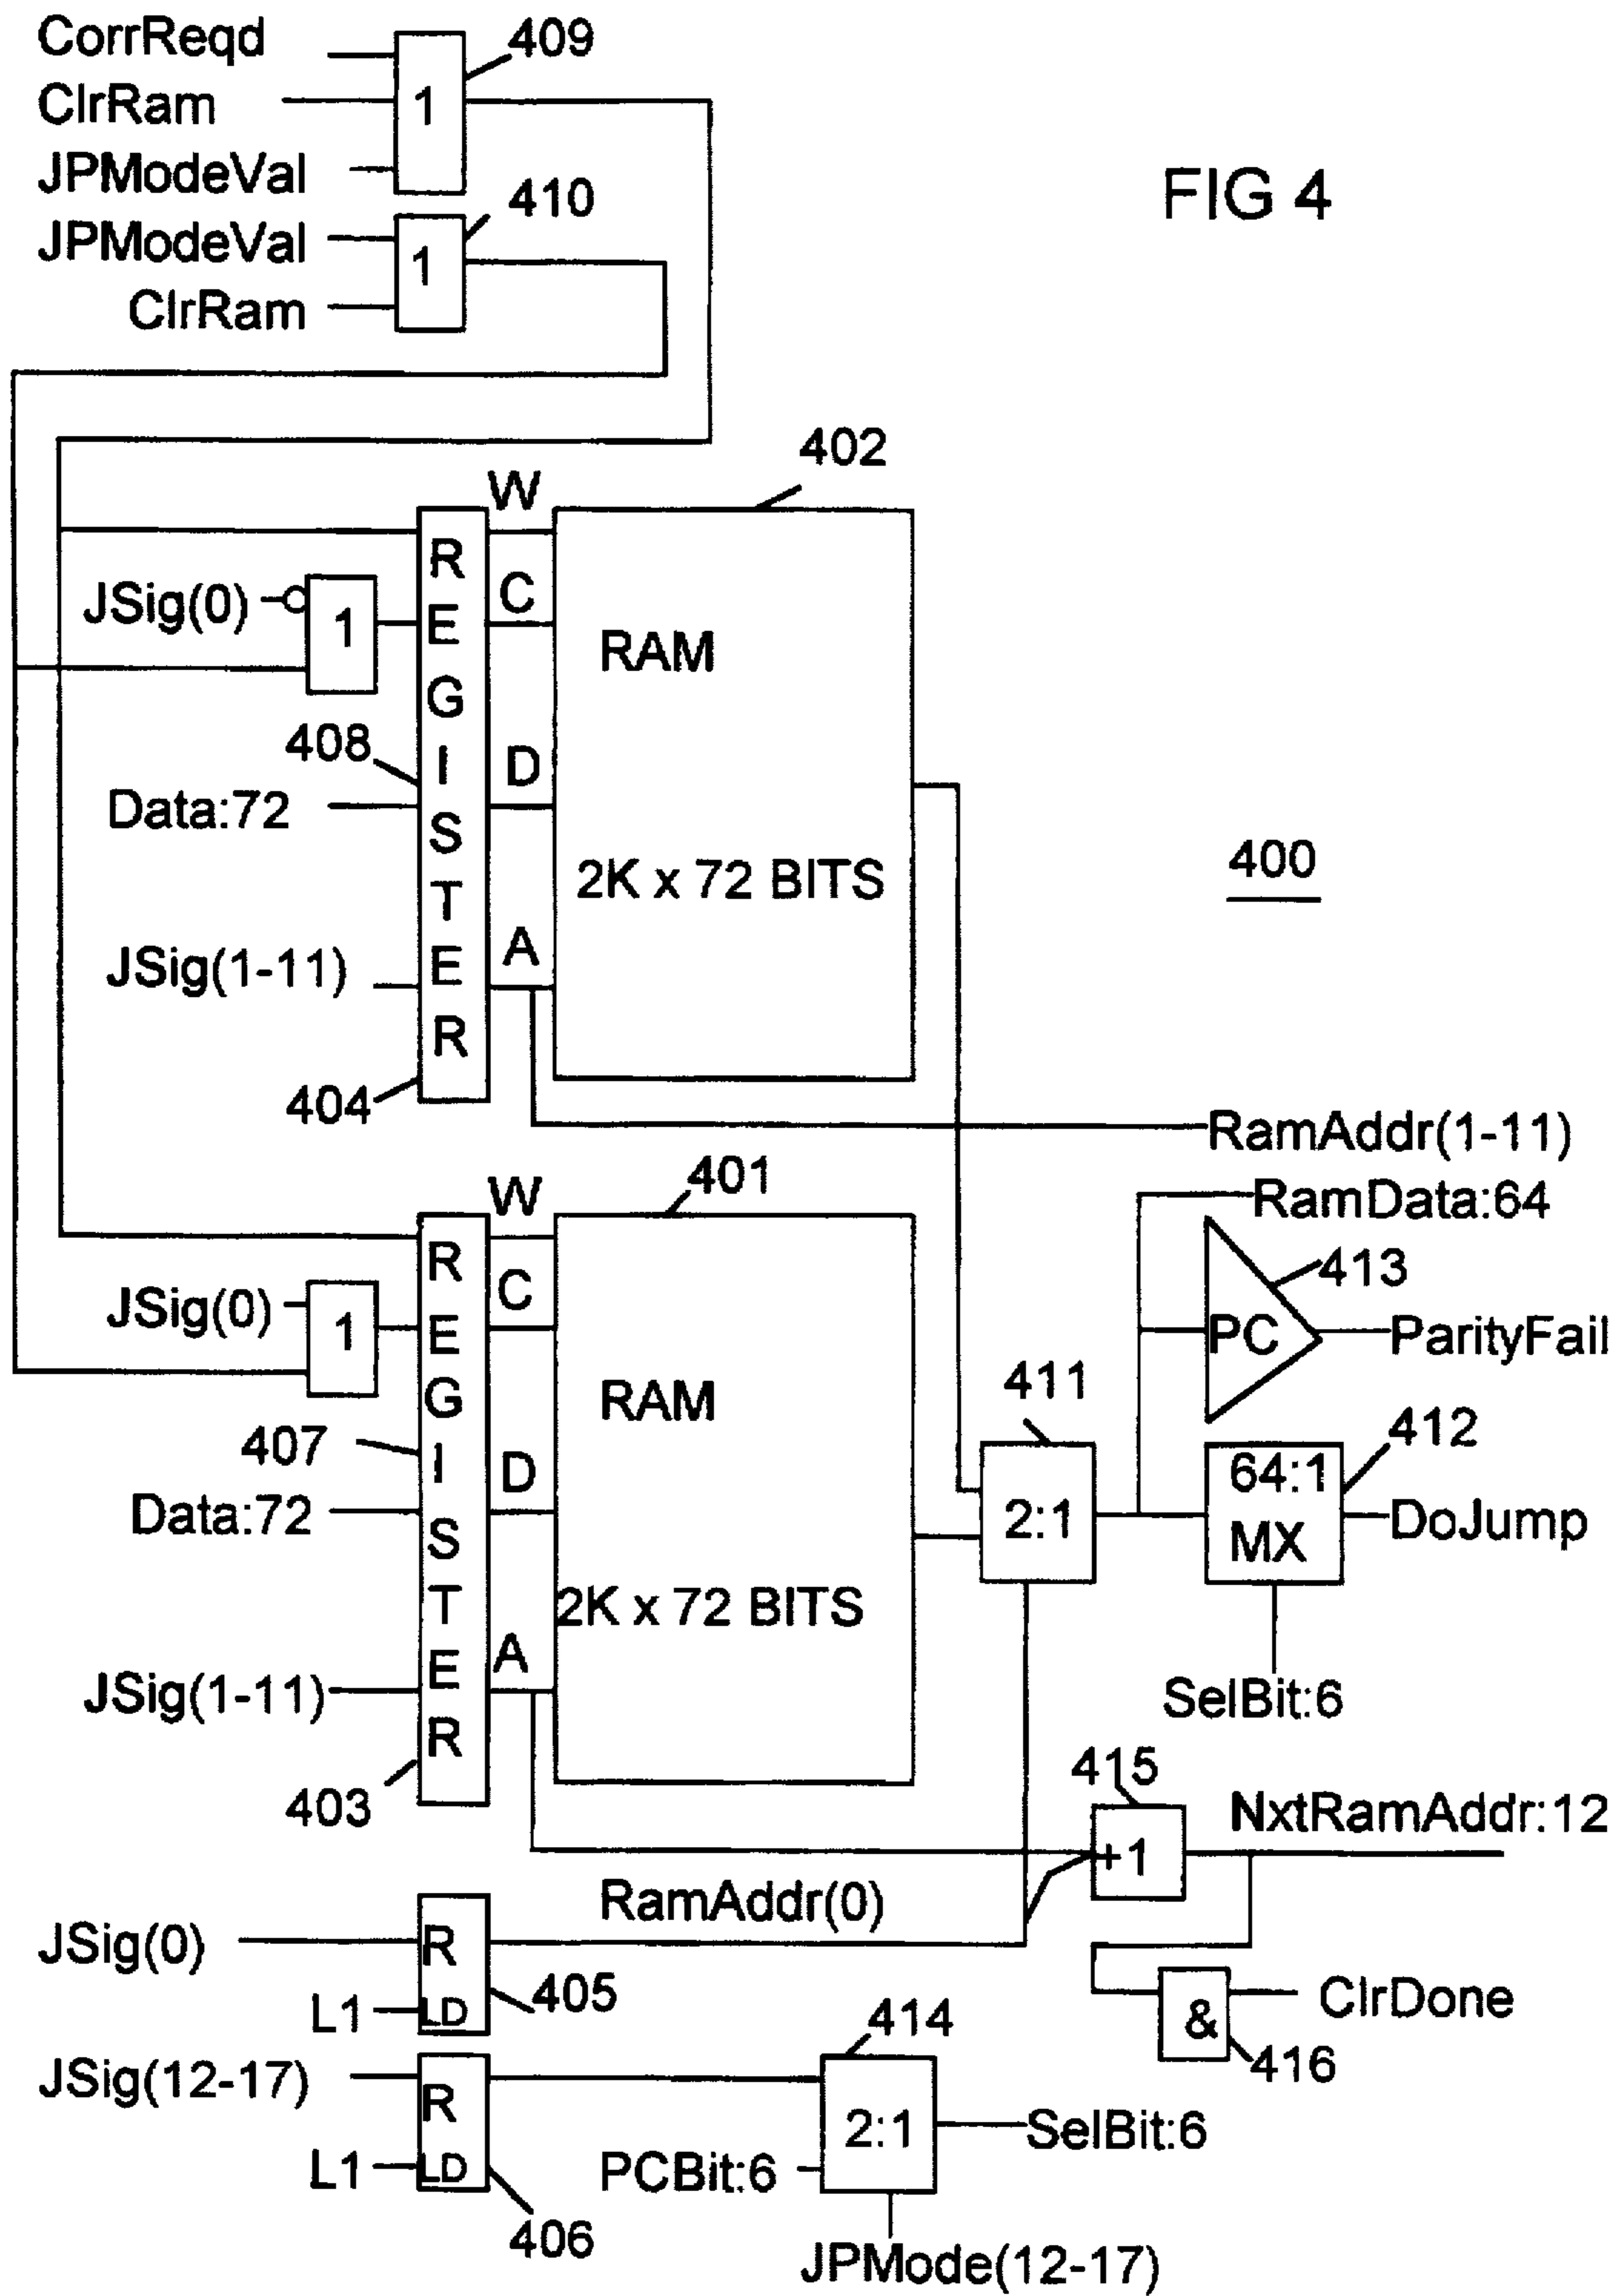 CorrReqd
409
ClrRam
1
JPModeVal
FIG 4
410
JPModeVal
1
ClrRam
402
W
REGISTER
JSig(0)
1
C
RAM
408
D
Data:72
2K x 72 BITS
400
A
JSig(1-11)
404
RamAddr(1-11)
401
W
RamData:64
REGISTER
413
JSig(0)
1
C
PC
ParityFail
RAM
411
412
407
D
64:1
MX
Data:72
2:1
DoJump
2K x 72 BITS
A
JSig(1-11)
SelBit:6
415
403
NxtRamAddr:12
+1
RamAddr(0)
JSig(0)
R
L1
LD
405
ClrDone
&
414
416
JSig(12-17)
R
2:1
SelBit:6
L1
LD
PCBit:6
406
JPMode(12-17)